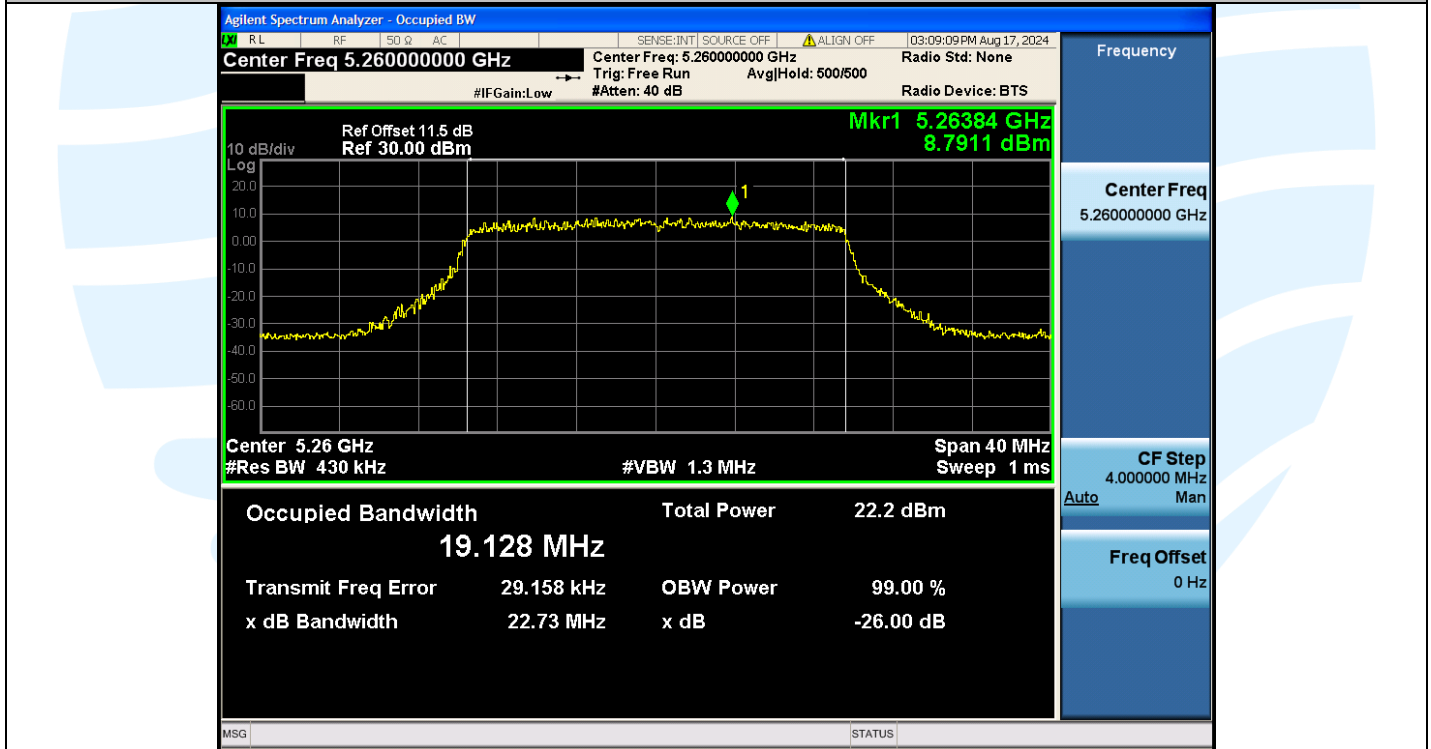 Agilent Spectrum Analyzer - Occupied BW
LXI RL RF 50 Ω AC SENSE:INT SOURCE OFF ALIGN OFF 03:09:09 PM Aug 17, 2024
Center Freq 5.260000000 GHz
Center Freq: 5.260000000 GHz
Radio Std: None
Trig: Free Run Avg|Hold: 500/500
#IFGain:Low
#Atten: 40 dB
Radio Device: BTS
Mkr1 5.26384 GHz
8.7911 dBm
Ref Offset 11.5 dB
10 dB/div Ref 30.00 dBm
Log
20.0
1
10.0
0.00
-10.0
-20.0
-30.0
-40.0
-50.0
-60.0
Center 5.26 GHz
Span 40 MHz
#Res BW 430 kHz
#VBW 1.3 MHz
Sweep 1 ms
Occupied Bandwidth
19.128 MHz
Total Power 22.2 dBm
Transmit Freq Error 29.158 kHz
OBW Power 99.00 %
x dB Bandwidth 22.73 MHz
x dB -26.00 dB
Frequency
Center Freq
5.260000000 GHz
CF Step
4.000000 MHz
Auto Man
Freq Offset
0 Hz
MSG
STATUS